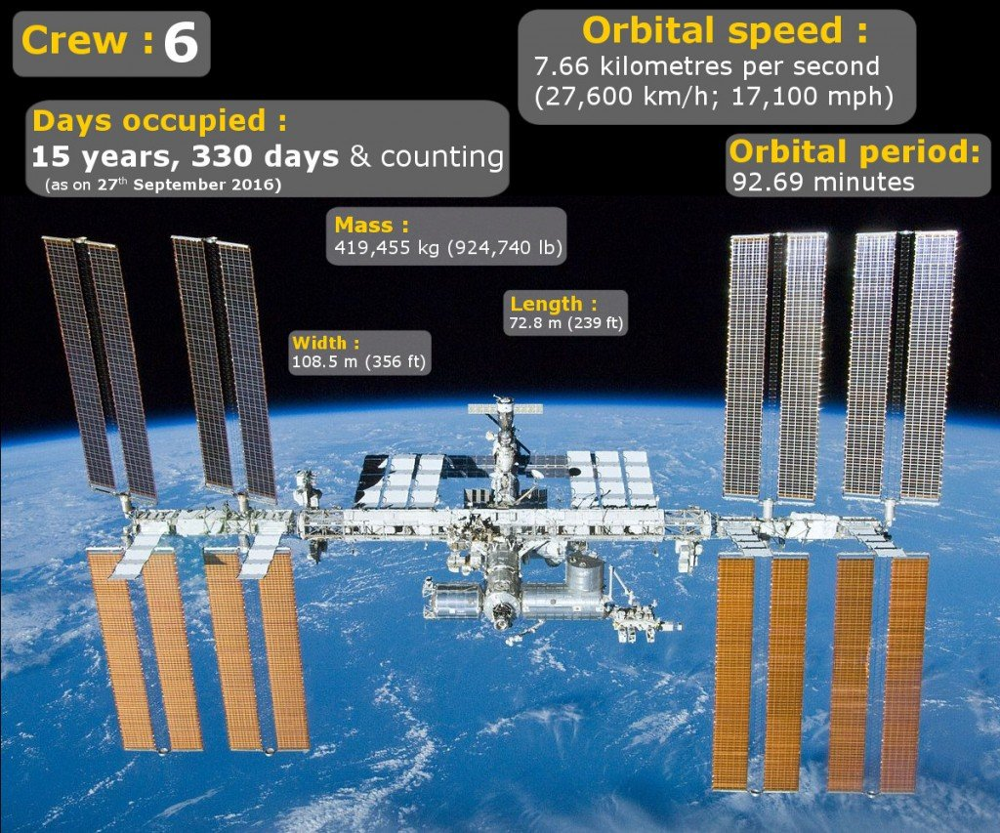 Crew : 6
Orbital speed :
7.66 kilometres per second
(27,600 km/h; 17,100 mph)
Days occupied :
15 years, 330 days & counting
(as on 27th September 2016)
Orbital period:
92.69 minutes
Mass :
419,455 kg (924,740 lb)
Length :
72.8 m (239 ft)
Width :
108.5 m (356 ft)